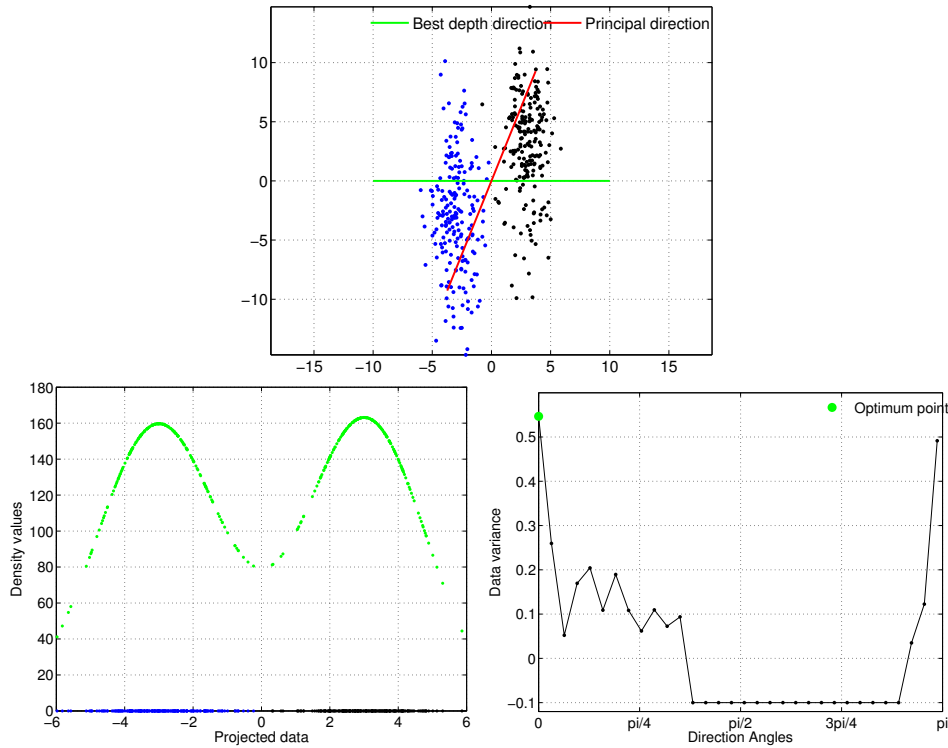 Best depth direction Principal direction
10
5
0
−5
−10
−15 −10 −5 0 5 10 15
180
160
140
120
100
80
60
40
20
0
Density values
−6 −4 −2 0 2 4 6
Projected data
Optimum point
0.5
0.4
0.3
0.2
0.1
0
−0.1
Data variance
0 pi/4 pi/2 3pi/4 pi
Direction Angles